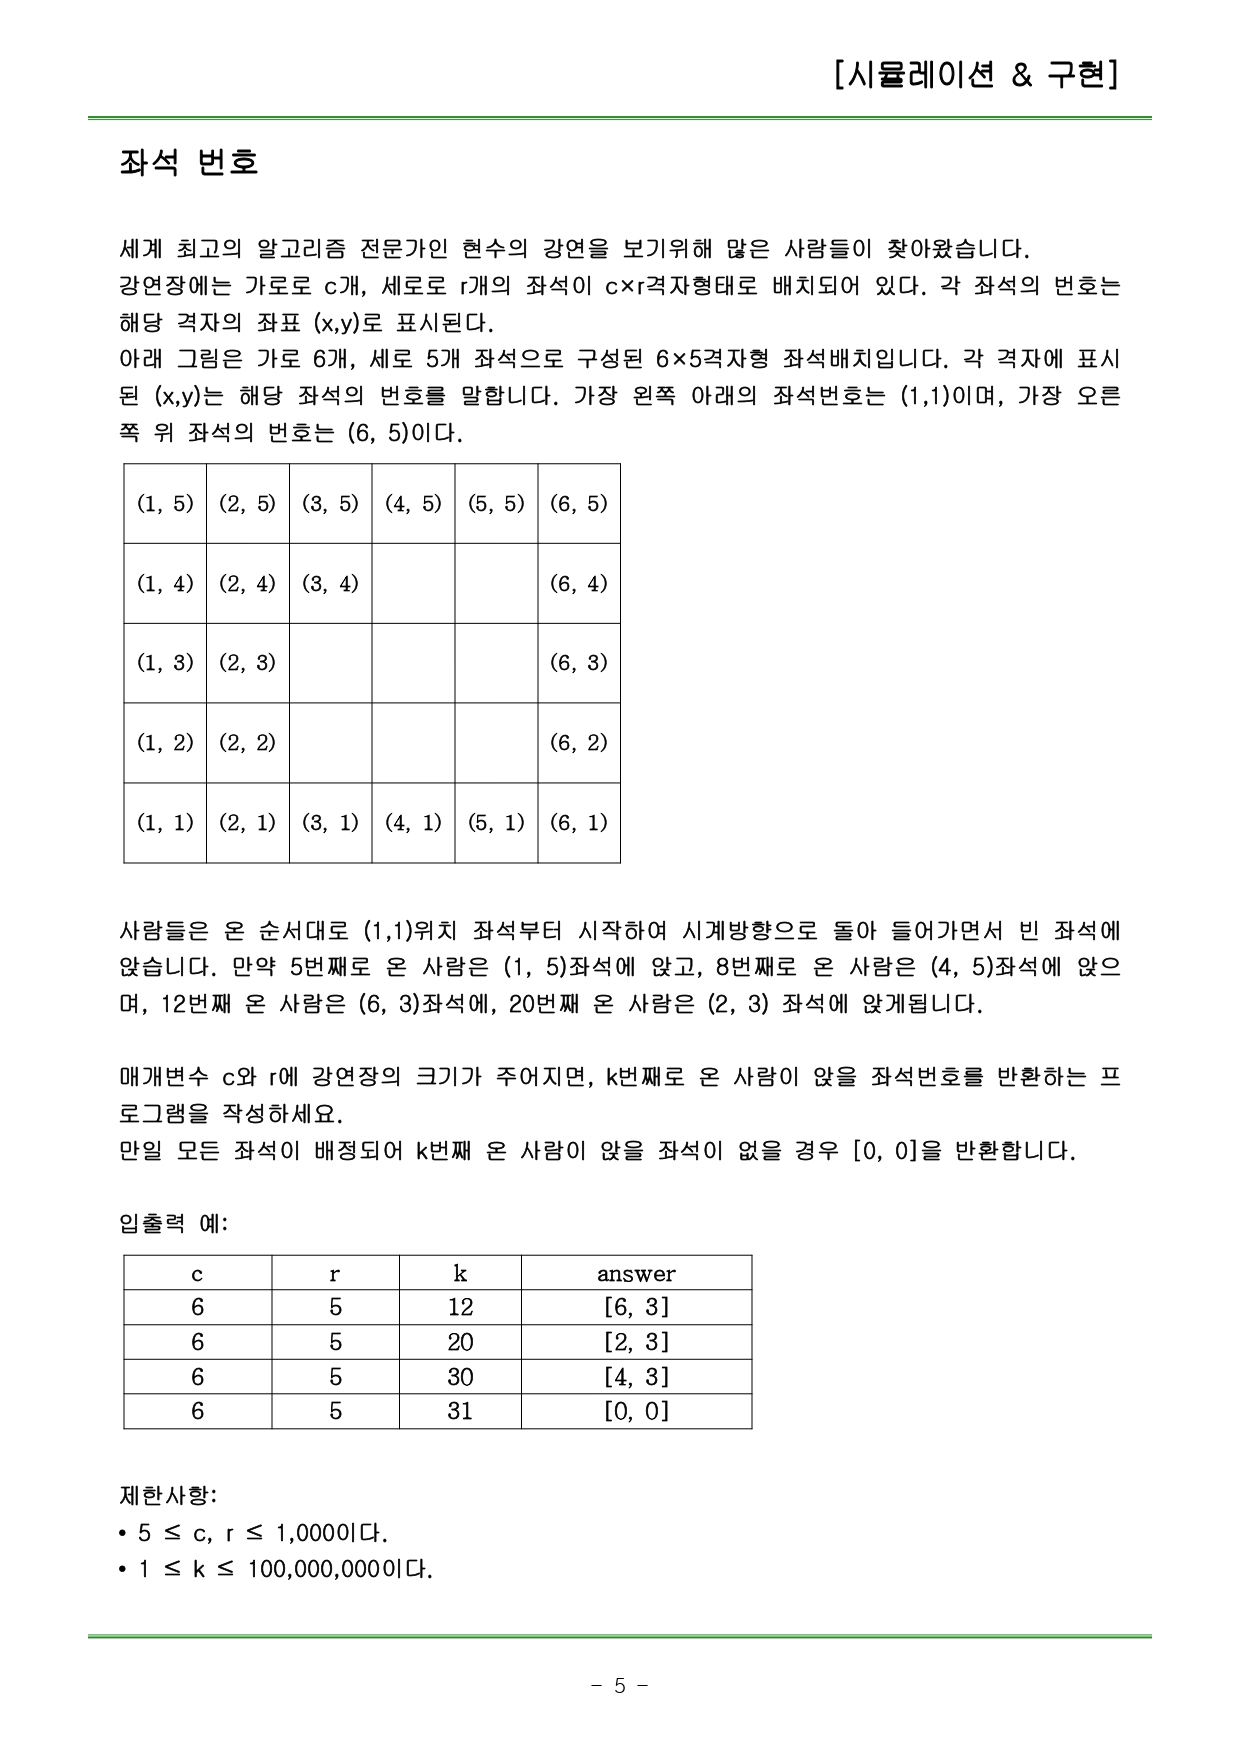 [시뮬레이션 & 구현]
좌석 번호
세계 최고의 알고리즘 전문가인 현수의 강연을 보기위해 많은 사람들이 찾아왔습니다.
강연장에는 가로로 c개, 세로로 r개의 좌석이 c×r격자형태로 배치되어 있다. 각 좌석의 번호는
해당 격자의 좌표 (x,y)로 표시된다.
아래 그림은 가로 6개, 세로 5개 좌석으로 구성된 6×5격자형 좌석배치입니다. 각 격자에 표시
된 (x,y)는 해당 좌석의 번호를 말합니다. 가장 왼쪽 아래의 좌석번호는 (1,1)이며, 가장 오른
쪽 위 좌석의 번호는 (6, 5)이다.
(1, 5) (2, 5) (3, 5) (4, 5) (5, 5) (6, 5)
(1, 4) (2, 4) (3, 4) (6, 4)
(1, 3) (2, 3) (6, 3)
(1, 2) (2, 2) (6, 2)
(1, 1) (2, 1) (3, 1) (4, 1) (5, 1) (6, 1)
사람들은 온 순서대로 (1,1)위치 좌석부터 시작하여 시계방향으로 돌아 들어가면서 빈 좌석에
앉습니다. 만약 5번째로 온 사람은 (1, 5)좌석에 앉고, 8번째로 온 사람은 (4, 5)좌석에 앉으
며, 12번째 온 사람은 (6, 3)좌석에, 20번째 온 사람은 (2, 3) 좌석에 앉게됩니다.
매개변수 c와 r에 강연장의 크기가 주어지면, k번째로 온 사람이 앉을 좌석번호를 반환하는 프
로그램을 작성하세요.
만일 모든 좌석이 배정되어 k번째 온 사람이 앉을 좌석이 없을 경우 [0, 0]을 반환합니다.
입출력 예:
c r k answer
6 5 12 [6, 3]
6 5 20 [2, 3]
6 5 30 [4, 3]
6 5 31 [0, 0]
제한사항:
• 5 ≤ c, r ≤ 1,000이다.
• 1 ≤ k ≤ 100,000,000이다.
- 5 -